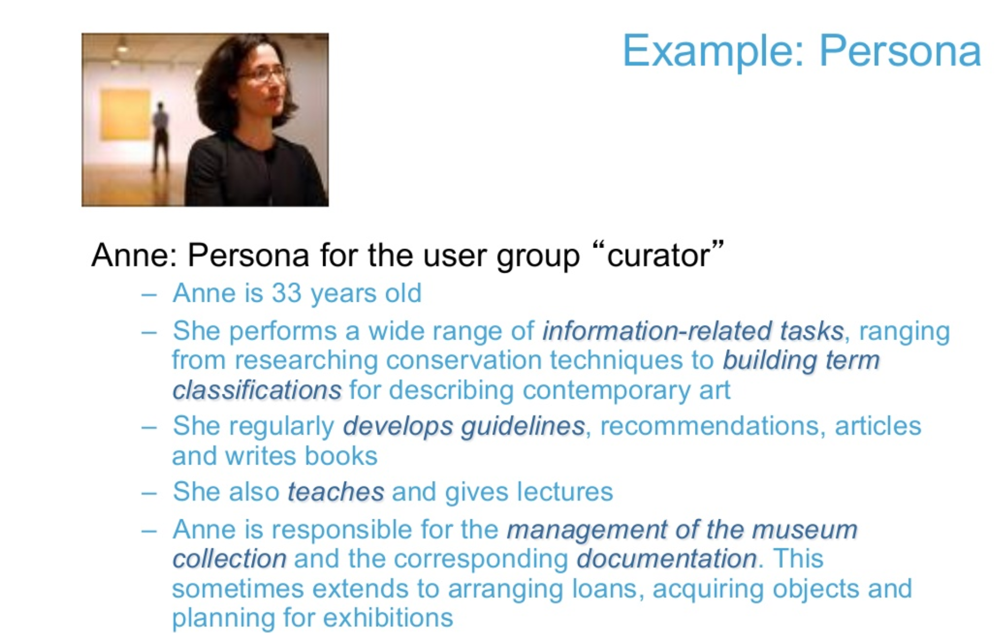 Example: Persona
Anne: Persona for the user group “curator”
– Anne is 33 years old
– She performs a wide range of information-related tasks, ranging
from researching conservation techniques to building term
classifications for describing contemporary art
– She regularly develops guidelines, recommendations, articles
and writes books
– She also teaches and gives lectures
– Anne is responsible for the management of the museum
collection and the corresponding documentation. This
sometimes extends to arranging loans, acquiring objects and
planning for exhibitions